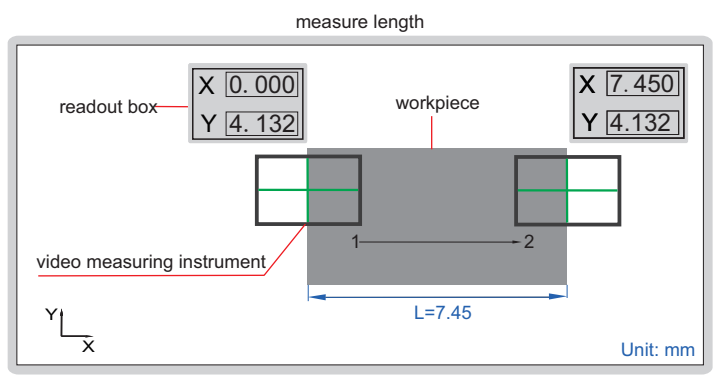 measure length
X 0.000
Y 4.132
readout box
workpiece
X 7.450
Y 4.132
1
2
video measuring instrument
L=7.45
Y
X
Unit: mm